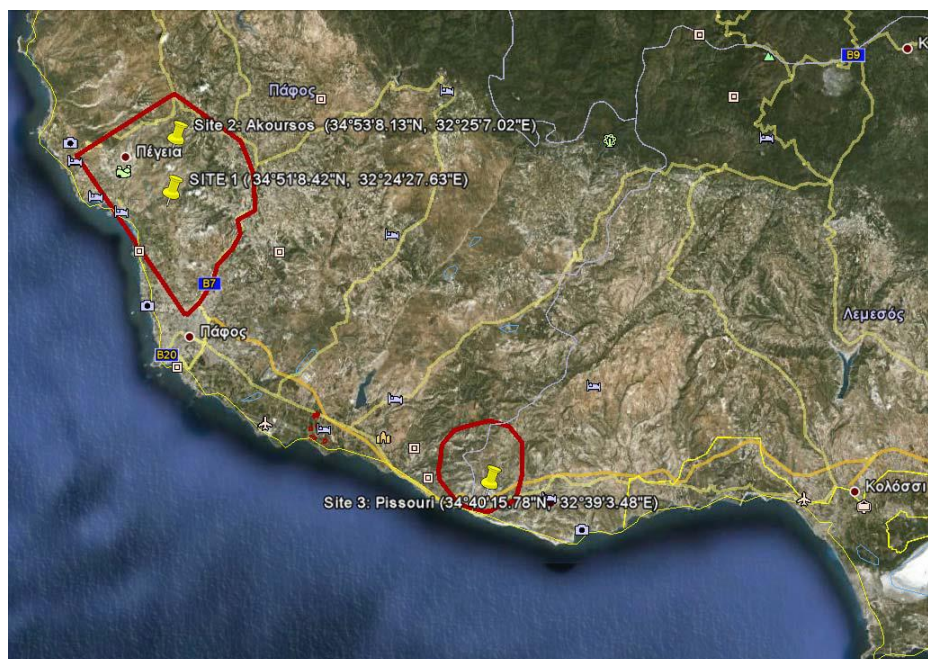 B9
K
Πάφος
Site 2: Akoursos (34°53'8.13"N, 32°25'7.02"E)
Πέγεια
SITE 1 (34°51'8.42"N, 32°24'27.63"E)
B7
Λεμεσός
Πάφος
B20
Κολόσσι
Site 3: Pissouri (34°40'15.78"N, 32°39'3.48"E)